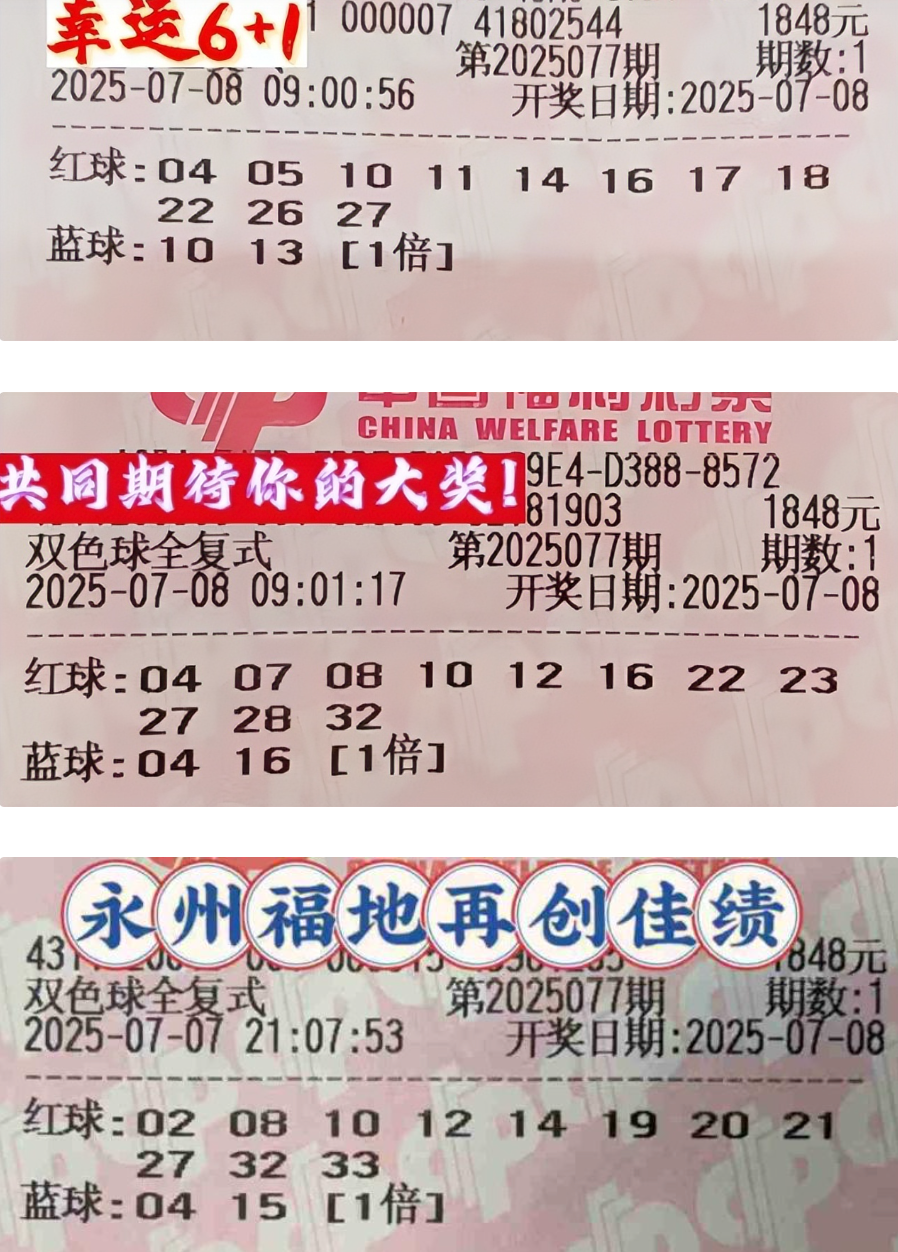 幸运6+1
1 000007 41802544 1848元
第2025077期 期数:1
2025-07-08 09:00:56 开奖日期:2025-07-08
红球:04 05 10 11 14 16 17 18
22 26 27
蓝球:10 13 [1倍]
中国福利彩票
CHINA WELFARE LOTTERY
共同期待你的大奖!
9E4-D388-8572
81903 1848元
双色球全复式 第2025077期 期数:1
2025-07-08 09:01:17 开奖日期:2025-07-08
红球:04 07 08 10 12 16 22 23
27 28 32
蓝球:04 16 [1倍]
永州福地再创佳绩
1848元
双色球全复式 第2025077期 期数:1
2025-07-07 21:07:53 开奖日期:2025-07-08
红球:02 08 10 12 14 19 20 21
27 32 33
蓝球:04 15 [1倍]